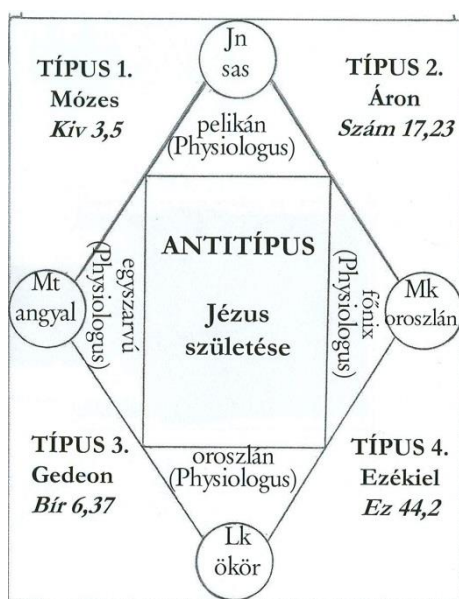 Jn
sas
TÍPUS 1.
Mózes
Kiv 3,5
TÍPUS 2.
Áron
Szám 17,23
pelikán
(Physiologus)
Mt
angyal
egyszarvú
(Physiologus)
ANTITÍPUS
Jézus
születése
főnix
(Physiologus)
Mk
oroszlán
TÍPUS 3.
Gedeon
Bír 6,37
oroszlán
(Physiologus)
TÍPUS 4.
Ezékiel
Ez 44,2
Lk
ökör